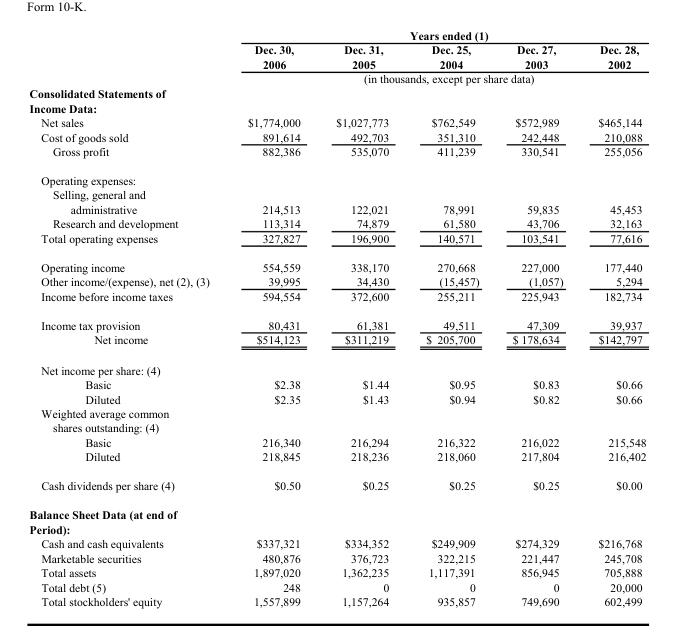 Form 10-K.
Years ended (1)
Dec. 30, Dec. 31, Dec. 25, Dec. 27, Dec. 28,
2006 2005 2004 2003 2002
(in thousands, except per share data)
Consolidated Statements of
Income Data:
Net sales $1,774,000 $1,027,773 $762,549 $572,989 $465,144
Cost of goods sold 891,614 492,703 351,310 242,448 210,088
Gross profit 882,386 535,070 411,239 330,541 255,056
Operating expenses:
Selling, general and
administrative 214,513 122,021 78,991 59,835 45,453
Research and development 113,314 74,879 61,580 43,706 32,163
Total operating expenses 327,827 196,900 140,571 103,541 77,616
Operating income 554,559 338,170 270,668 227,000 177,440
Other income/(expense), net (2), (3) 39,995 34,430 (15,457) (1,057) 5,294
Income before income taxes 594,554 372,600 255,211 225,943 182,734
Income tax provision 80,431 61,381 49,511 47,309 39,937
Net income $514,123 $311,219 $ 205,700 $ 178,634 $142,797
Net income per share: (4)
Basic $2.38 $1.44 $0.95 $0.83 $0.66
Diluted $2.35 $1.43 $0.94 $0.82 $0.66
Weighted average common
shares outstanding: (4)
Basic 216,340 216,294 216,322 216,022 215,548
Diluted 218,845 218,236 218,060 217,804 216,402
Cash dividends per share (4) $0.50 $0.25 $0.25 $0.25 $0.00
Balance Sheet Data (at end of
Period):
Cash and cash equivalents $337,321 $334,352 $249,909 $274,329 $216,768
Marketable securities 480,876 376,723 322,215 221,447 245,708
Total assets 1,897,020 1,362,235 1,117,391 856,945 705,888
Total debt (5) 248 0 0 0 20,000
Total stockholders' equity 1,557,899 1,157,264 935,857 749,690 602,499